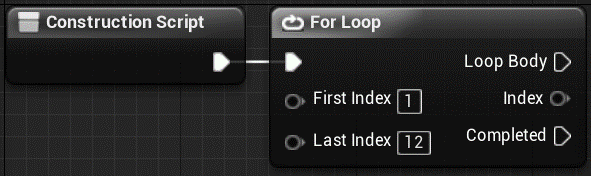 Construction Script
For Loop
Loop Body
First Index 1
Index
Last Index 12
Completed